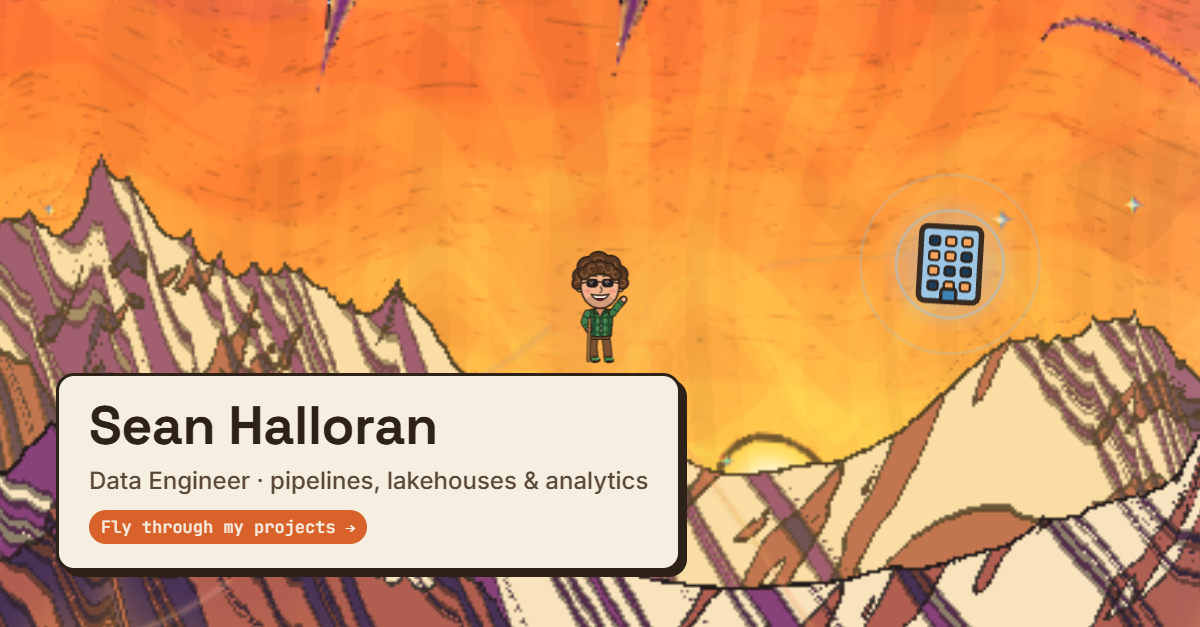 Sean Halloran
Data Engineer · pipelines, lakehouses & analytics
Fly through my projects →